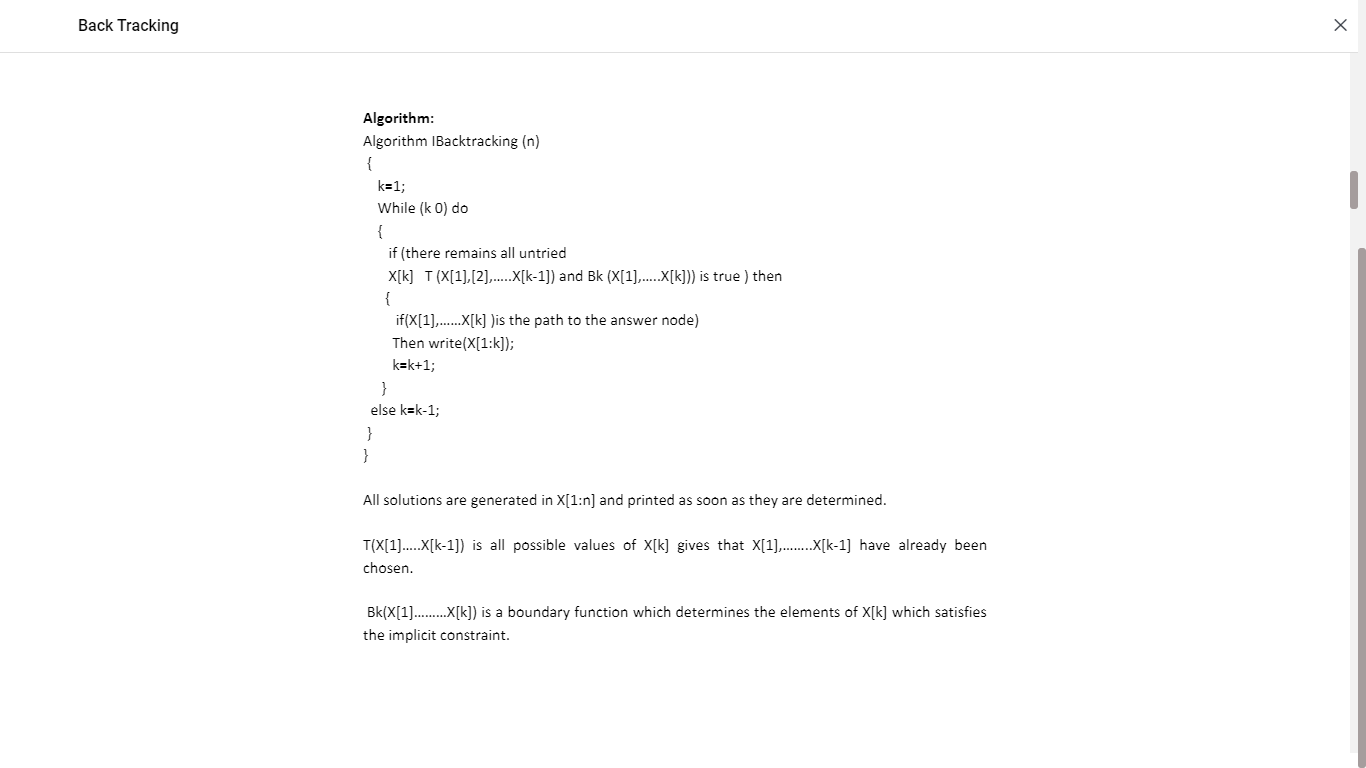 Back Tracking
Algorithm:
Algorithm IBacktracking (n)
{
k=1;
While (k 0) do
{
if (there remains all untried
X[k] T (X[1],[2],.....X[k-1]) and Bk (X[1],.....X[k])) is true ) then
{
if(X[1],......X[k] )is the path to the answer node)
Then write(X[1:k]);
k=k+1;
}
else k=k-1;
}
}
All solutions are generated in X[1:n] and printed as soon as they are determined.
T(X[1].....X[k-1]) is all possible values of X[k] gives that X[1],........X[k-1] have already been
chosen.
Bk(X[1].........X[k]) is a boundary function which determines the elements of X[k] which satisfies
the implicit constraint.